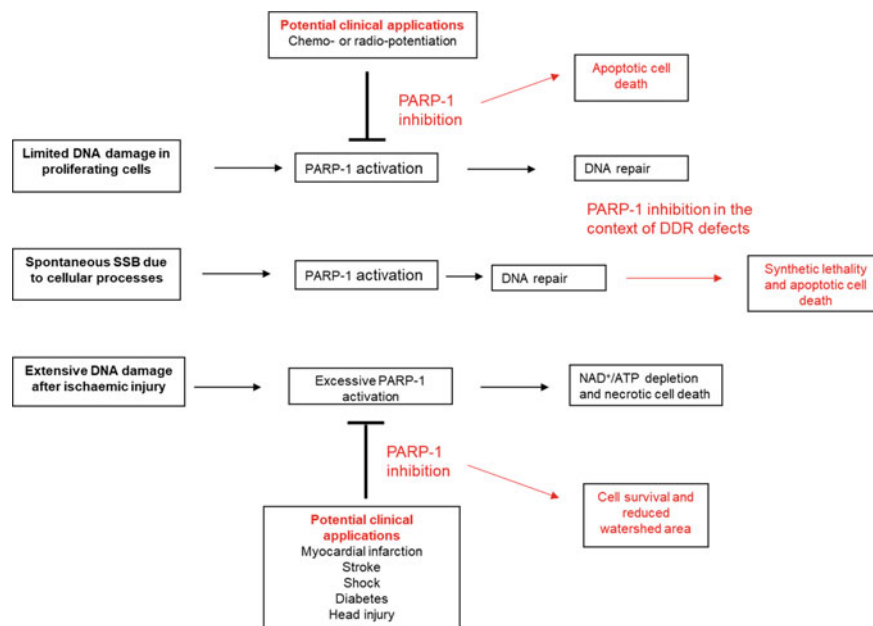 Potential clinical applications
Chemo- or radio-potentiation
PARP-1
inhibition
Apoptotic cell
death
Limited DNA damage in
proliferating cells
PARP-1 activation
DNA repair
PARP-1 inhibition in the
context of DDR defects
Spontaneous SSB due
to cellular processes
PARP-1 activation
DNA repair
Synthetic lethality
and apoptotic cell
death
Extensive DNA damage
after ischaemic injury
Excessive PARP-1
activation
NAD⁺/ATP depletion
and necrotic cell death
PARP-1
inhibition
Cell survival and
reduced
watershed area
Potential clinical
applications
Myocardial infarction
Stroke
Shock
Diabetes
Head injury